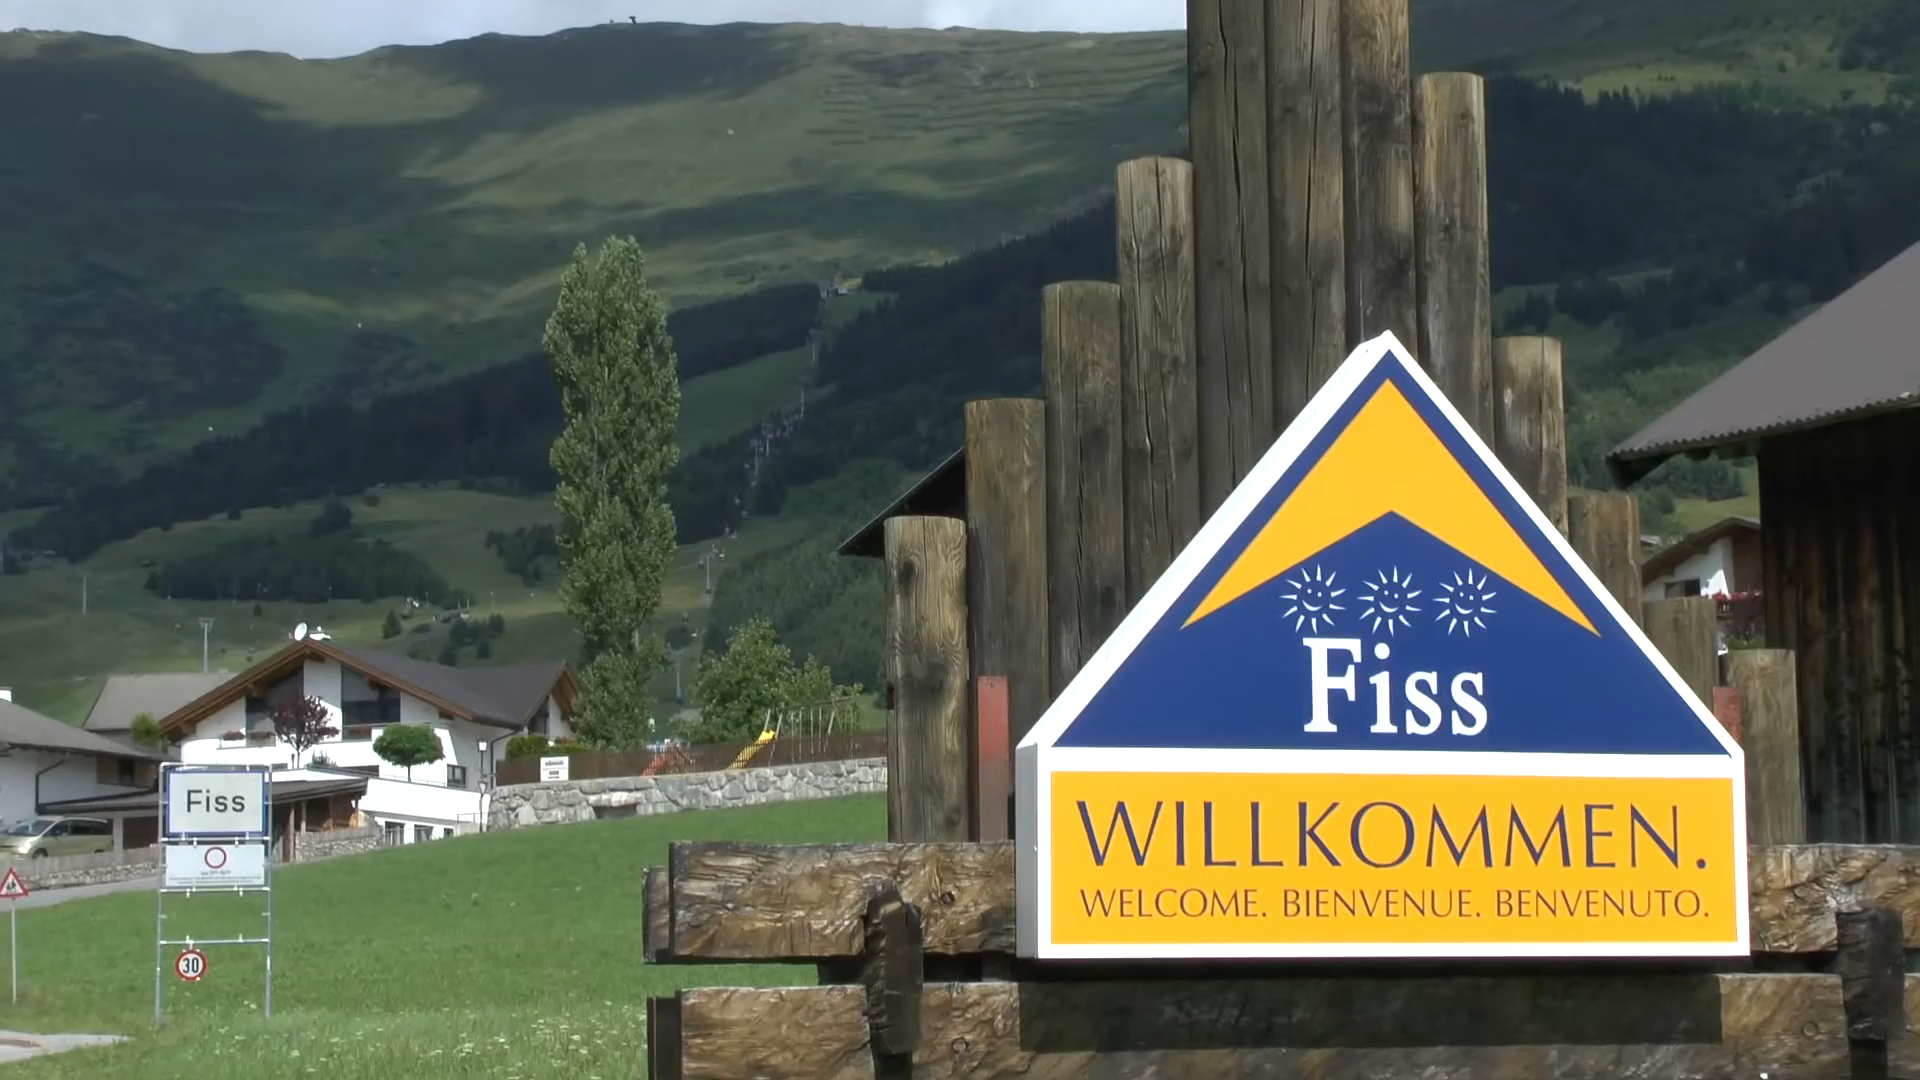 Fiss
WILLKOMMEN.
WELCOME. BIENVENUE. BENVENUTO.
Fiss
30